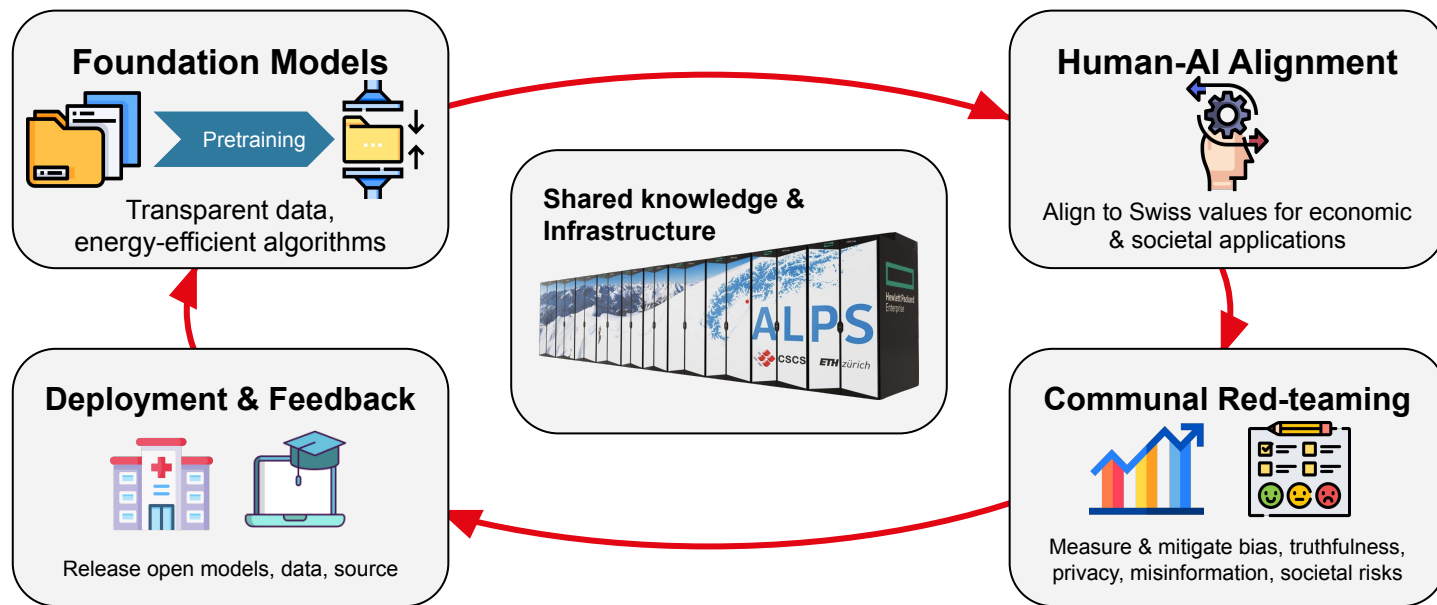 Foundation Models
Pretraining
Transparent data,
energy-efficient algorithms
Human-AI Alignment
Align to Swiss values for economic
& societal applications
Shared knowledge &
Infrastructure
Hewlett Packard
Enterprise
ALPS
CSCS
ETH zürich
Deployment & Feedback
Release open models, data, source
Communal Red-teaming
Measure & mitigate bias, truthfulness,
privacy, misinformation, societal risks